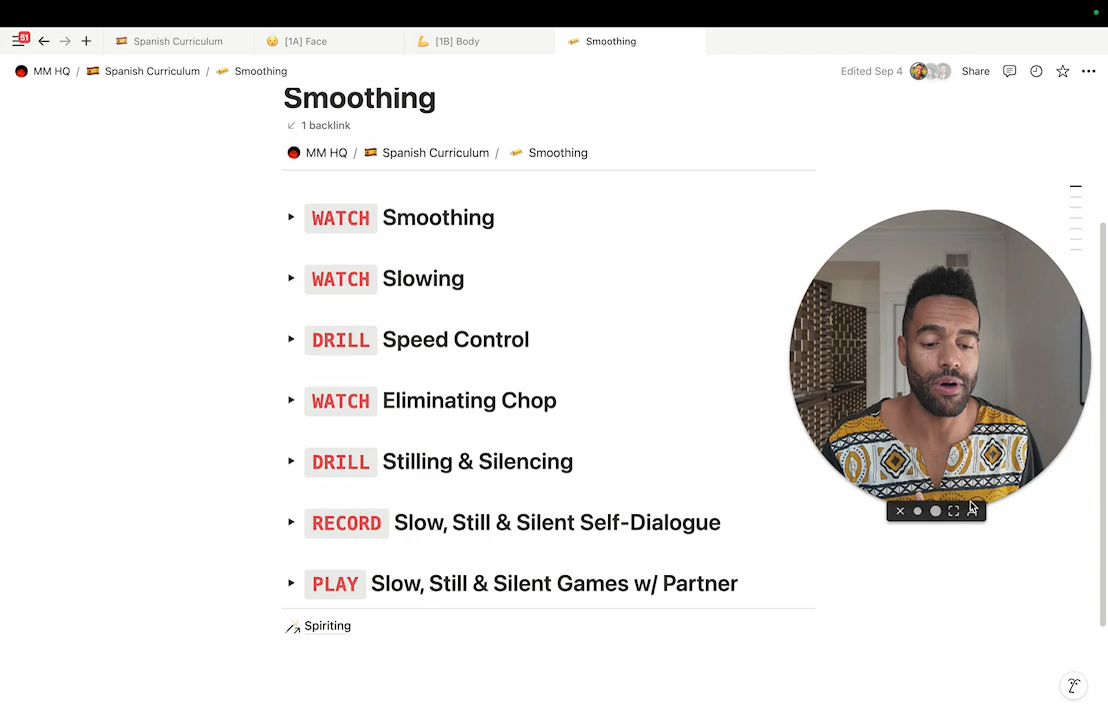 51
Spanish Curriculum
[1A] Face
[1B] Body
Smoothing
MM HQ / Spanish Curriculum / Smoothing
Edited Sep 4
Share
Smoothing
1 backlink
MM HQ / Spanish Curriculum / Smoothing
WATCH Smoothing
WATCH Slowing
DRILL Speed Control
WATCH Eliminating Chop
DRILL Stilling & Silencing
RECORD Slow, Still & Silent Self-Dialogue
PLAY Slow, Still & Silent Games w/ Partner
Spiriting